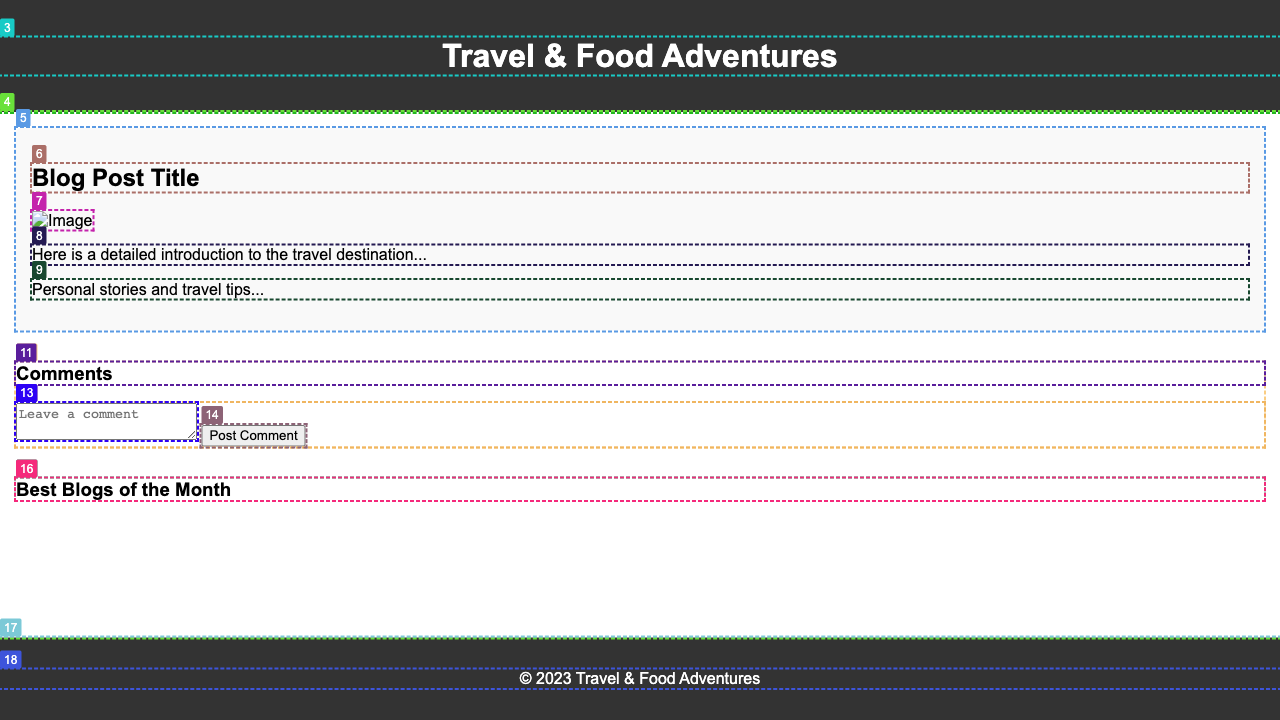 3
Travel & Food Adventures
4
5
6
Blog Post Title
7
Image
8
Here is a detailed introduction to the travel destination...
9
Personal stories and travel tips...
11
Comments
13
Leave a comment
14
Post Comment
16
Best Blogs of the Month
17
18
© 2023 Travel & Food Adventures